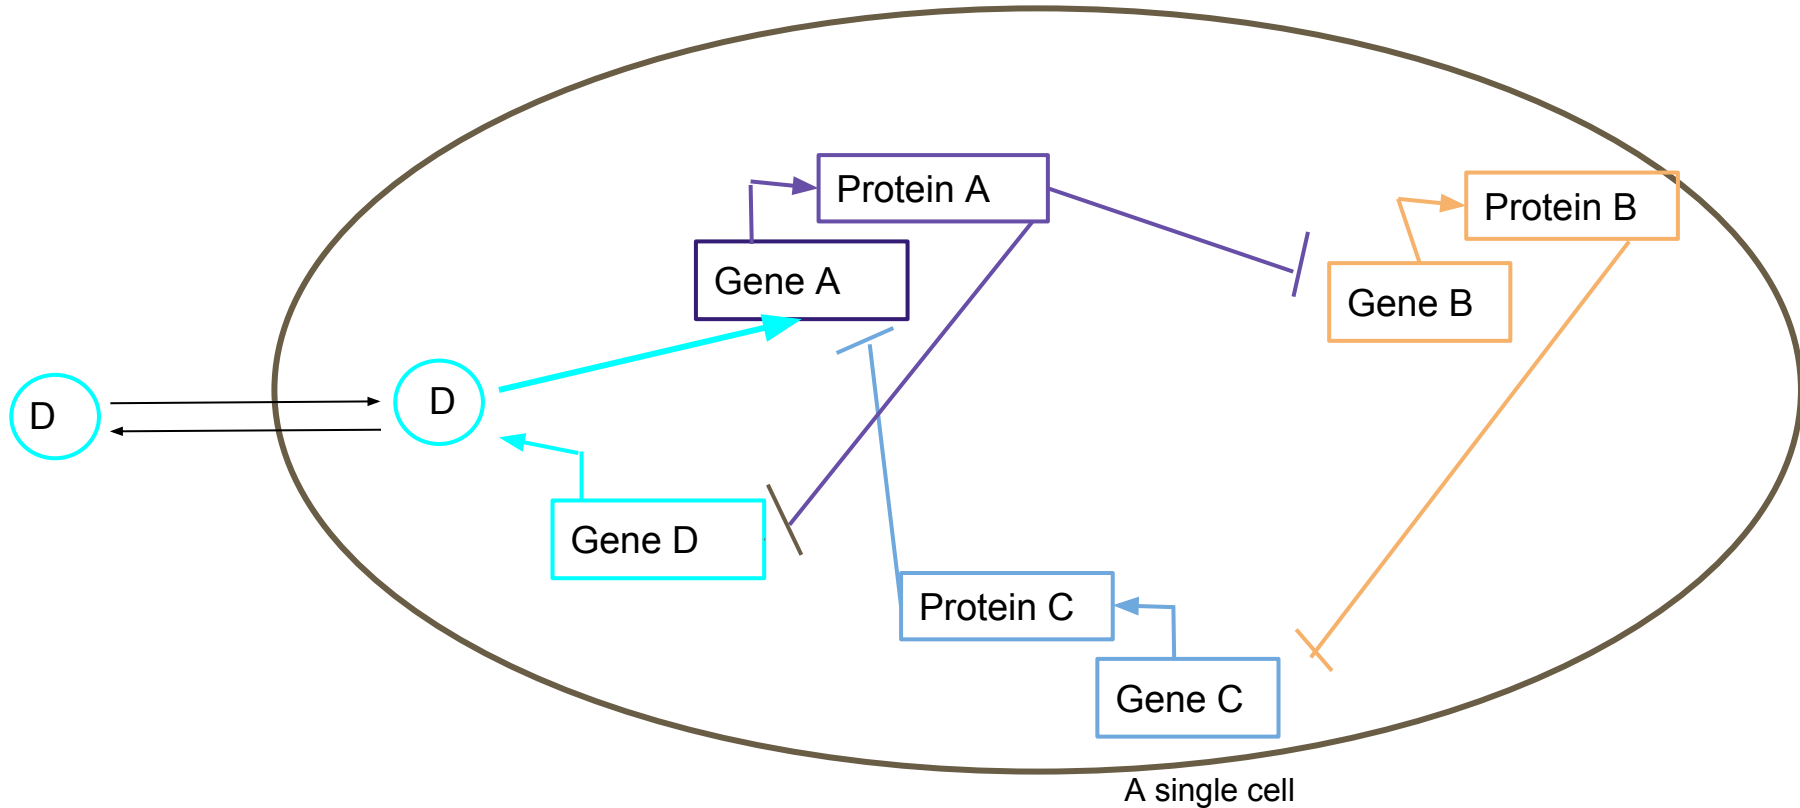 Protein A
Protein B
Gene A
Gene B
D
D
Gene D
Protein C
Gene C
A single cell